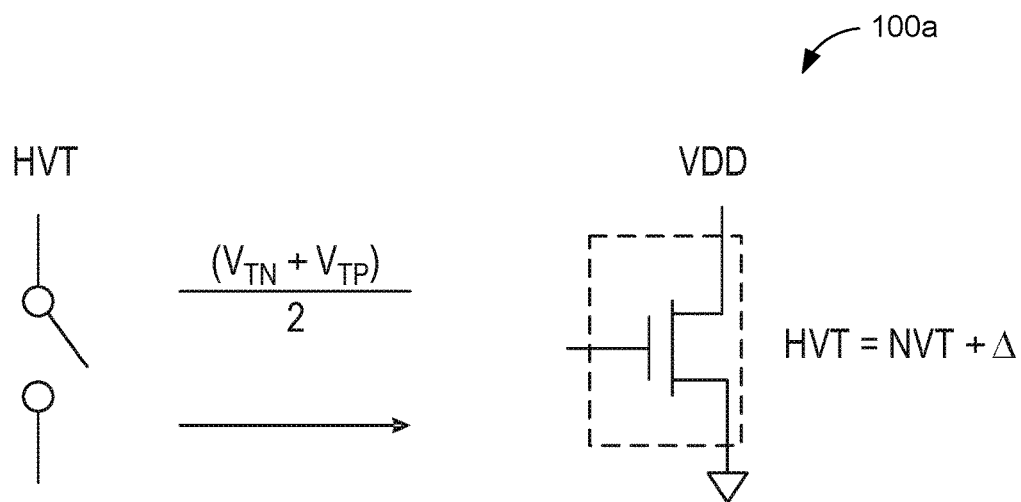 100a
HVT
VDD
(V_TN + V_TP)
2
HVT = NVT + Δ